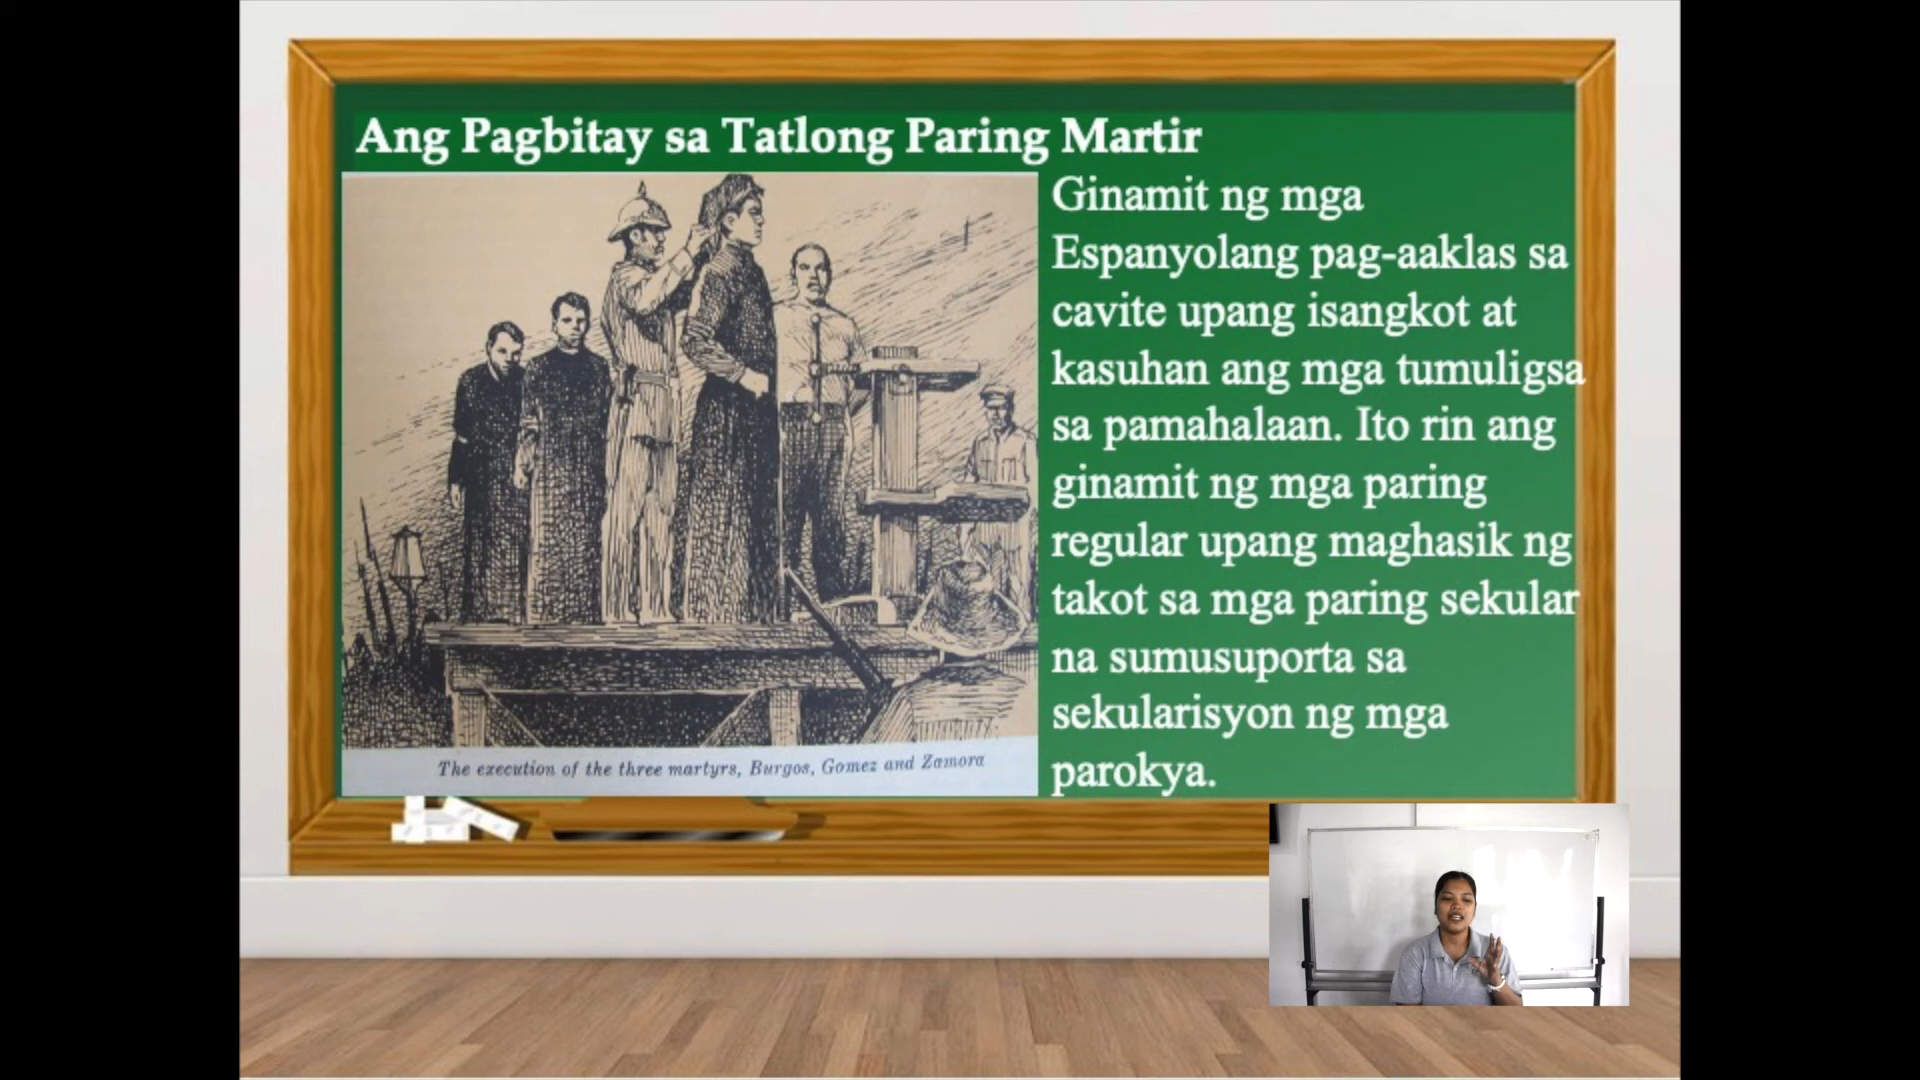 Ang Pagbitay sa Tatlong Paring Martir
Ginamit ng mga
Espanyolang pag-aaklas sa
cavite upang isangkot at
kasuhan ang mga tumuligsa
sa pamahalaan. Ito rin ang
ginamit ng mga paring
regular upang maghasik ng
takot sa mga paring sekular
na sumusuporta sa
sekularisyon ng mga
parokya.
The execution of the three martyrs, Burgos, Gomez and Zamora